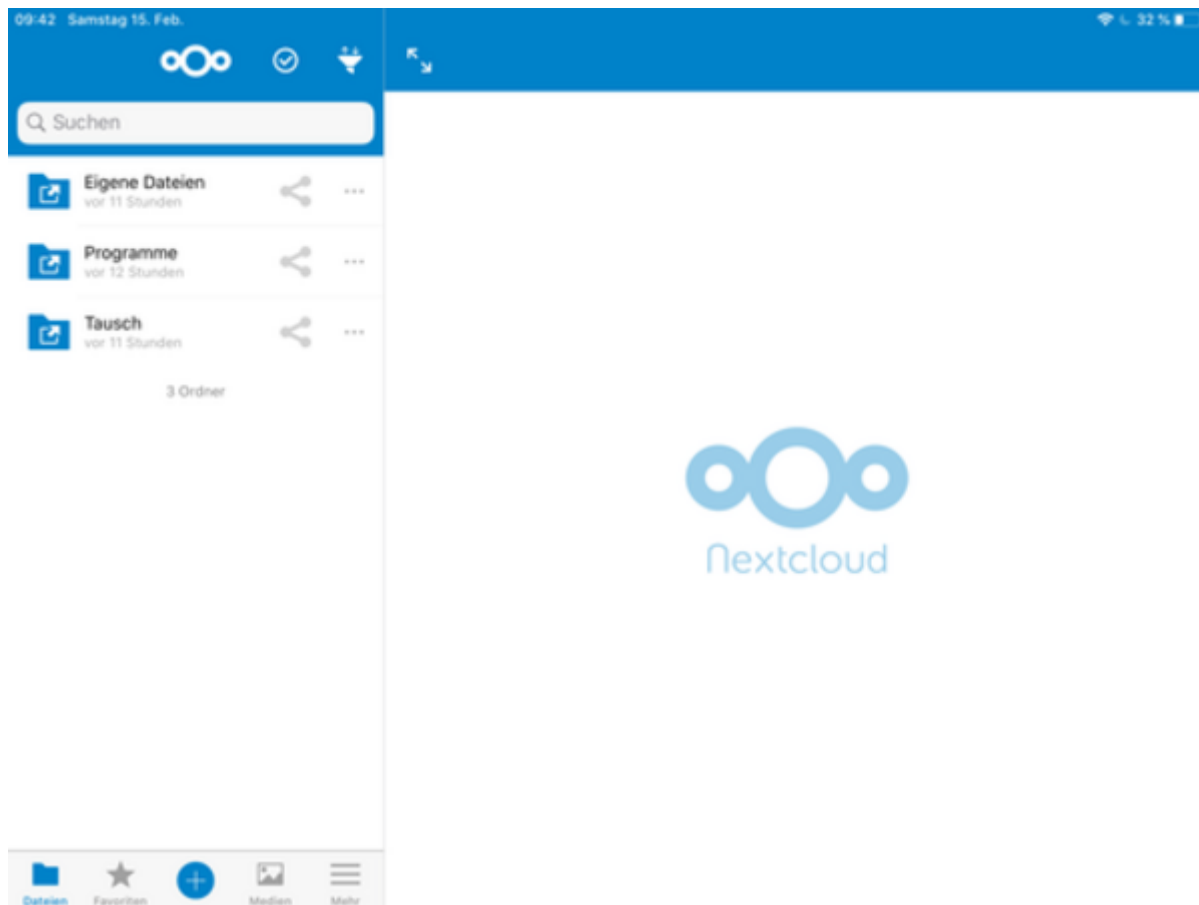 09:42 Samstag 15. Feb.
32 %
Suchen
Eigene Dateien
vor 11 Stunden
Programme
vor 12 Stunden
Tausch
vor 11 Stunden
3 Ordner
Nextcloud
Dateien
Favoriten
Medien
Mehr